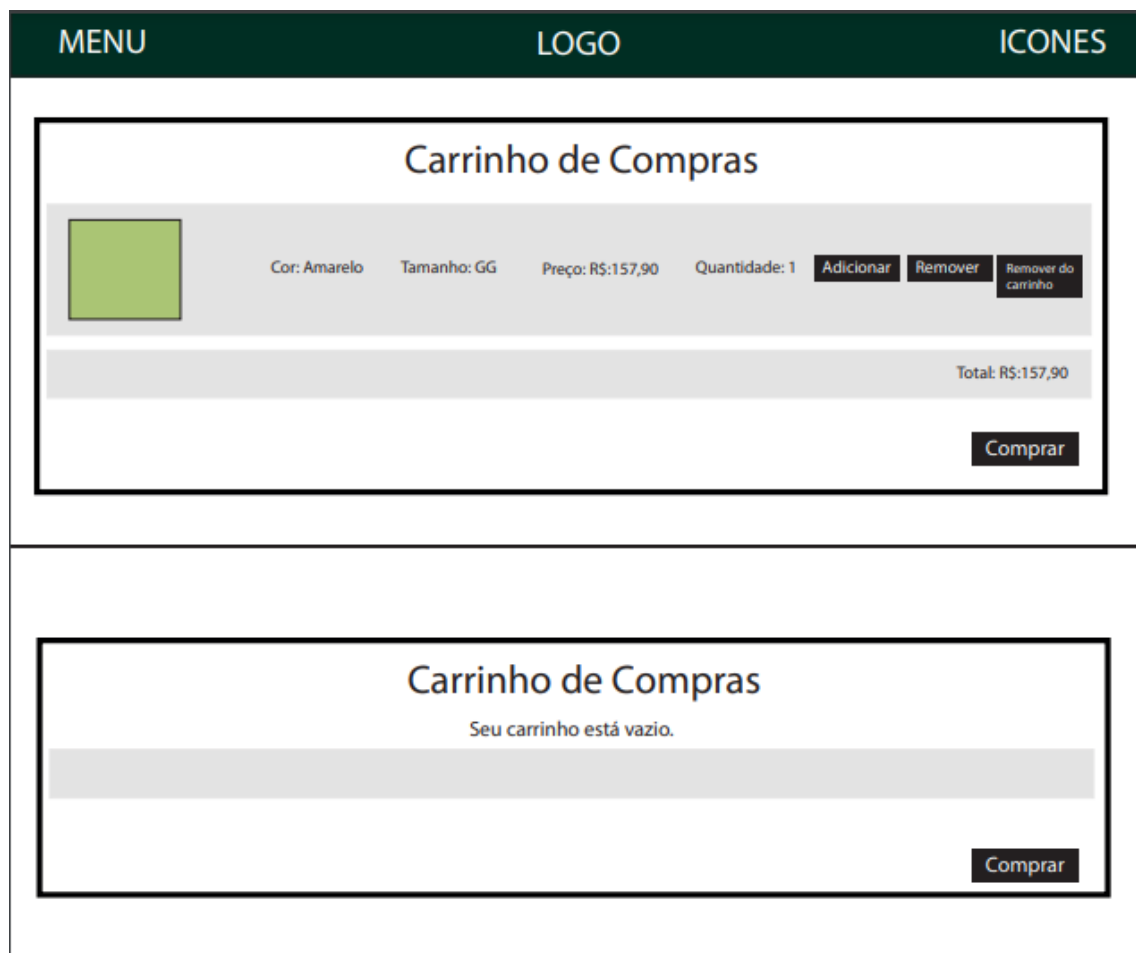 MENU LOGO ICONES
Carrinho de Compras
Cor: Amarelo Tamanho: GG Preço: R$:157,90 Quantidade: 1 Adicionar Remover Remover do
carrinho
Total: R$:157,90
Comprar
Carrinho de Compras
Seu carrinho está vazio.
Comprar